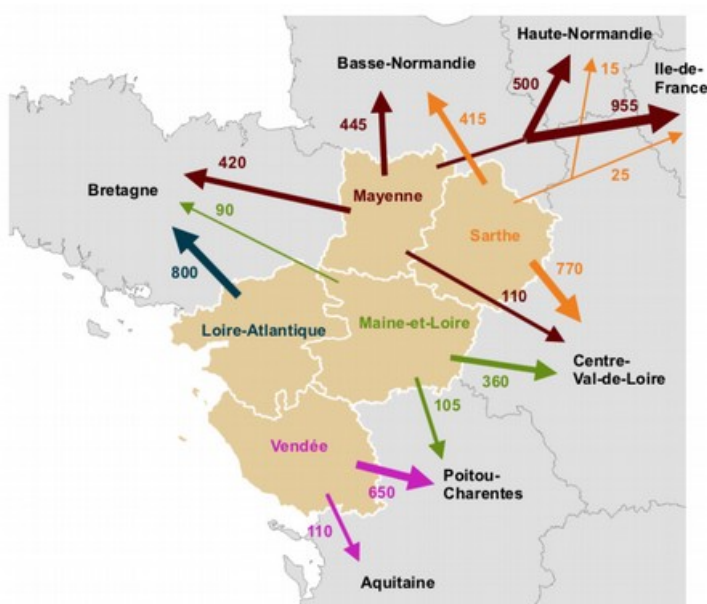 Haute-Normandie
Basse-Normandie
15
Ile-de-
France
500
955
445
415
420
Bretagne
Mayenne
25
90
Sarthe
800
770
110
Loire-Atlantique
Maine-et-Loire
Centre-
Val-de-Loire
360
105
Vendée
650
Poitou-
Charentes
110
Aquitaine